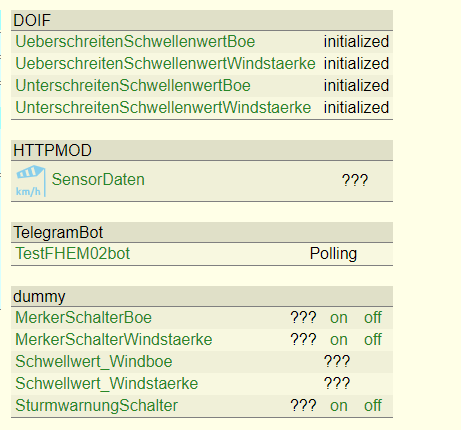 DOIF
UeberschreitenSchwellenwertBoe initialized
UeberschreitenSchwellenwertWindstaerke initialized
UnterschreitenSchwellenwertBoe initialized
UnterschreitenSchwellenwertWindstaerke initialized
HTTPMOD
km/h SensorDaten ???
TelegramBot
TestFHEM02bot Polling
dummy
MerkerSchalterBoe ??? on off
MerkerSchalterWindstaerke ??? on off
Schwellwert_Windboe ???
Schwellwert_Windstaerke ???
SturmwarnungSchalter ??? on off